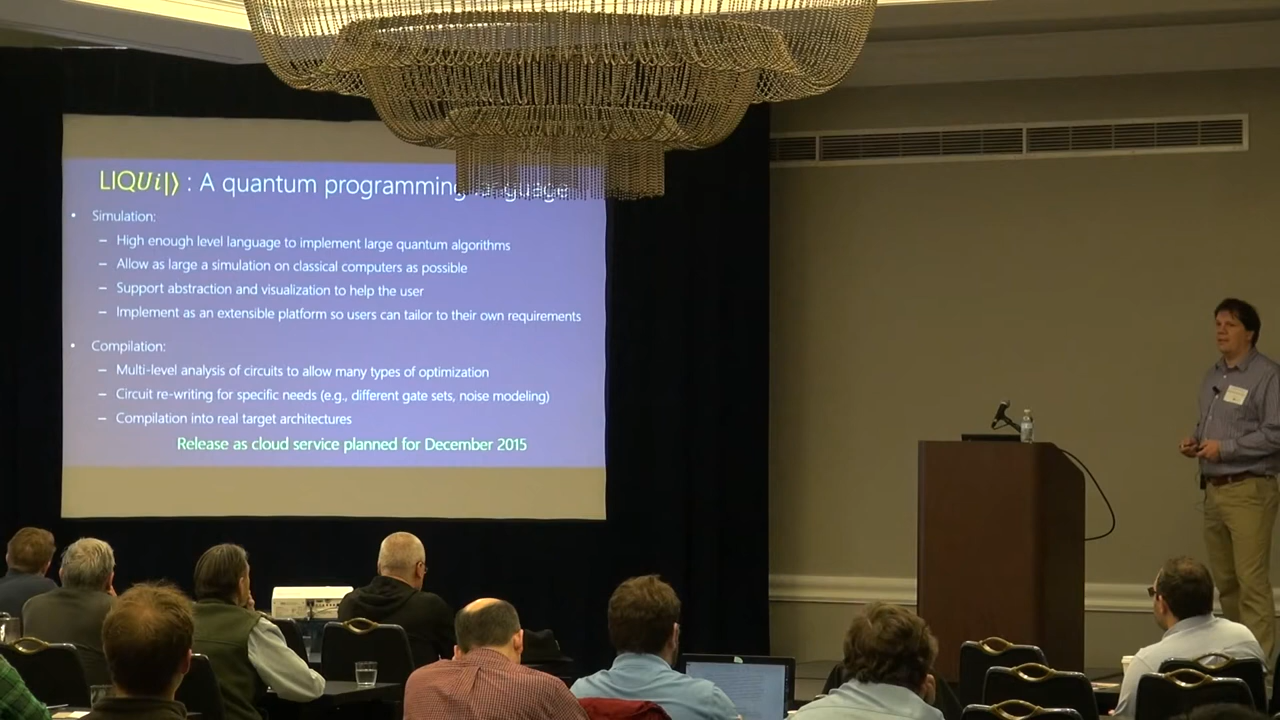 LIQUi|⟩ : A quantum programming language
• Simulation:
– High enough level language to implement large quantum algorithms
– Allow as large a simulation on classical computers as possible
– Support abstraction and visualization to help the user
– Implement as an extensible platform so users can tailor to their own requirements
• Compilation:
– Multi-level analysis of circuits to allow many types of optimization
– Circuit re-writing for specific needs (e.g., different gate sets, noise modeling)
– Compilation into real target architectures
Release as cloud service planned for December 2015